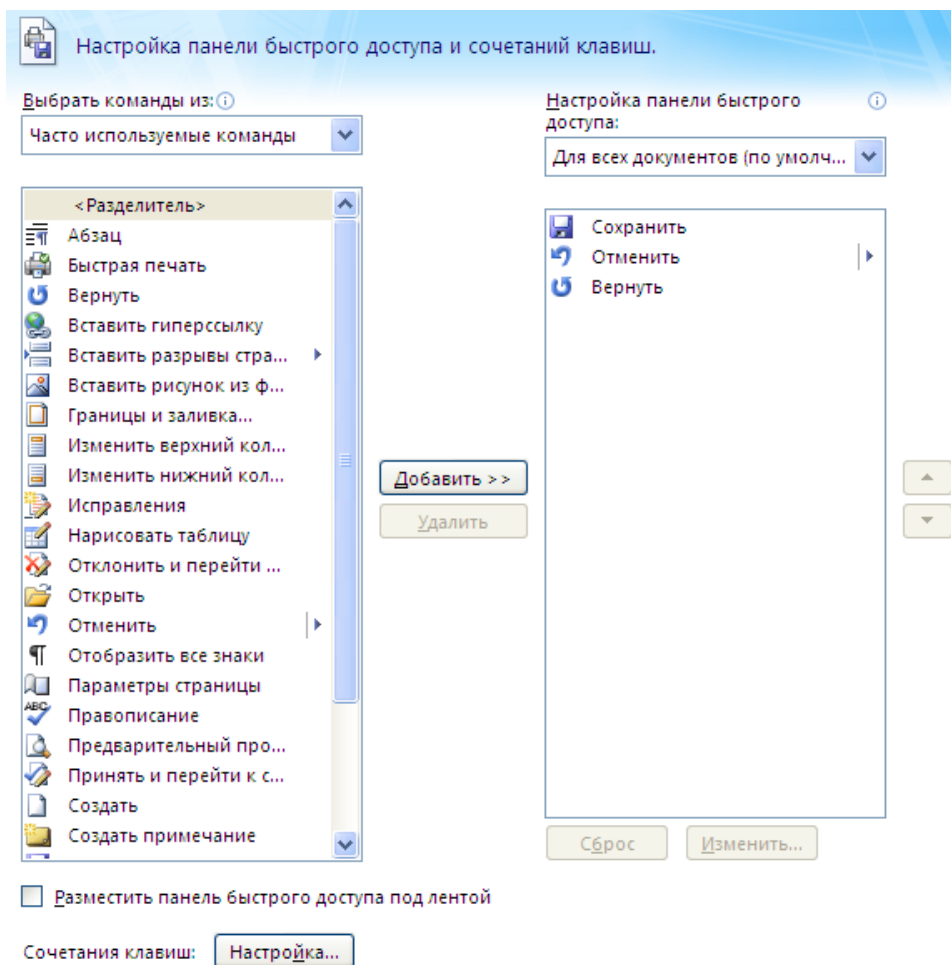 Настройка панели быстрого доступа и сочетаний клавиш.
Выбрать команды из:
Часто используемые команды
<Разделитель>
Абзац
Быстрая печать
Вернуть
Вставить гиперссылку
Вставить разрывы стра...
Вставить рисунок из ф...
Границы и заливка...
Изменить верхний кол...
Изменить нижний кол...
Исправления
Нарисовать таблицу
Отклонить и перейти ...
Открыть
Отменить
Отобразить все знаки
Параметры страницы
Правописание
Предварительный про...
Принять и перейти к с...
Создать
Создать примечание
Добавить >>
Удалить
Настройка панели быстрого
доступа:
Для всех документов (по умолч...
Сохранить
Отменить
Вернуть
Сброс
Изменить...
Разместить панель быстрого доступа под лентой
Сочетания клавиш:
Настройка...